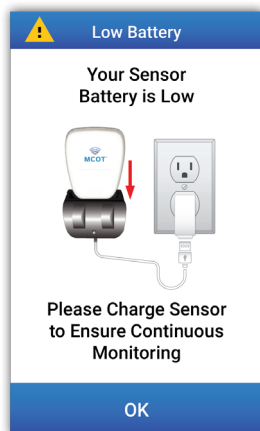 Low Battery
Your Sensor
Battery is Low
MCOT
Please Charge Sensor
to Ensure Continuous
Monitoring
OK